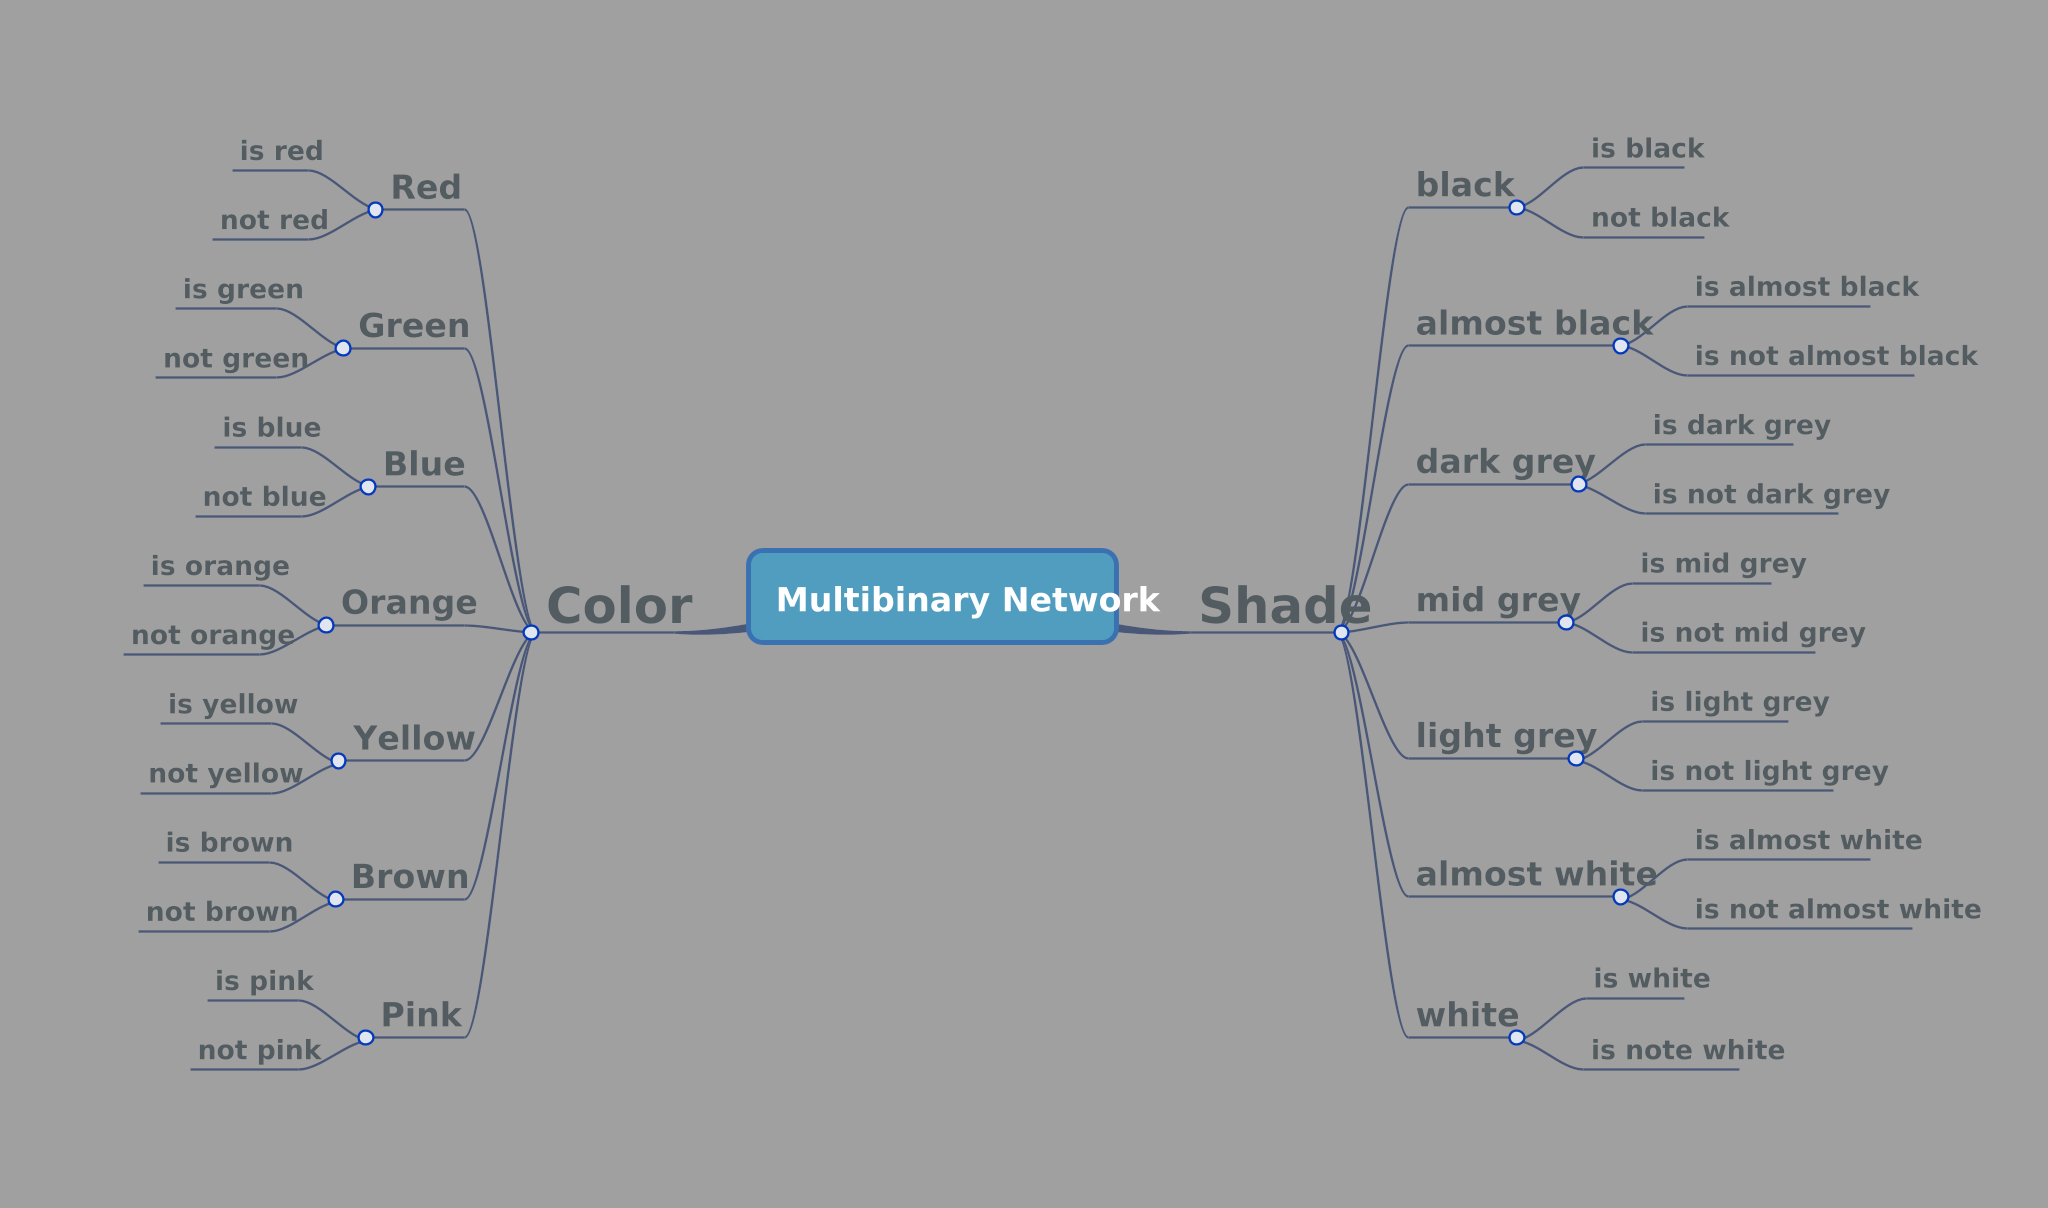 Multibinary Network
Color
Red
is red
not red
Green
is green
not green
Blue
is blue
not blue
Orange
is orange
not orange
Yellow
is yellow
not yellow
Brown
is brown
not brown
Pink
is pink
not pink
Shade
black
is black
not black
almost black
is almost black
is not almost black
dark grey
is dark grey
is not dark grey
mid grey
is mid grey
is not mid grey
light grey
is light grey
is not light grey
almost white
is almost white
is not almost white
white
is white
is note white